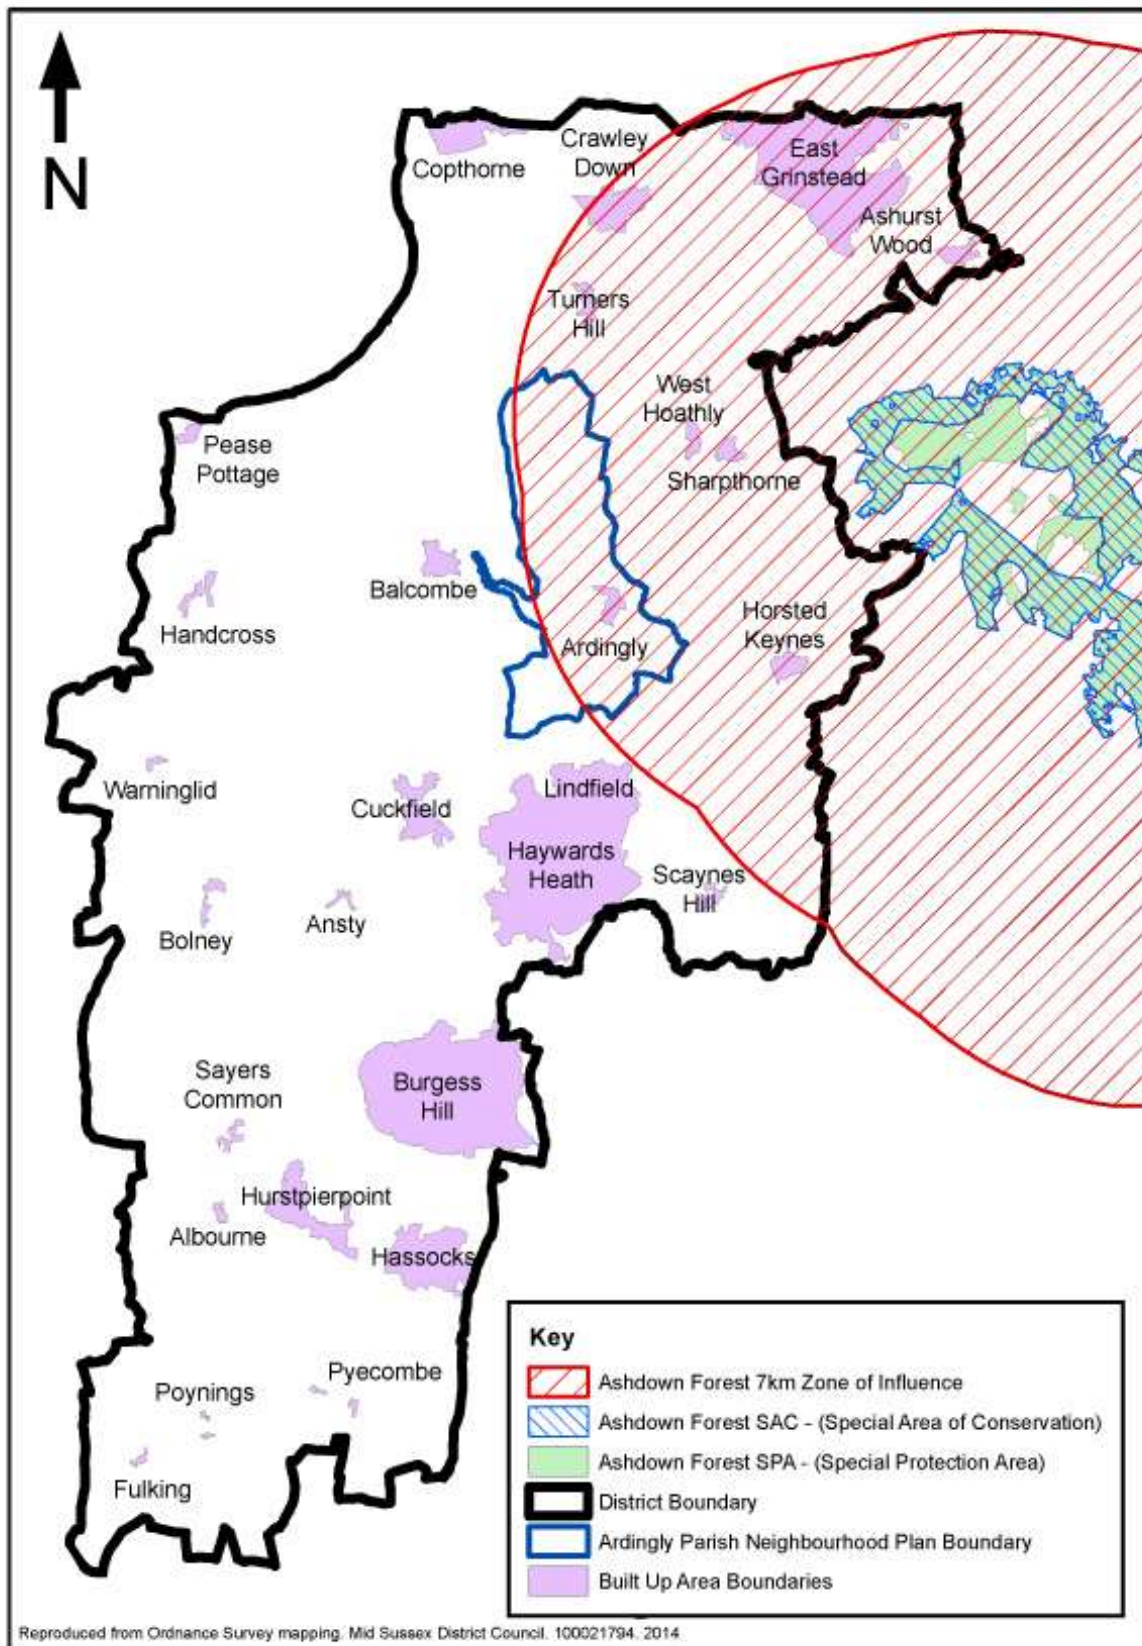 N
Copthorne
Crawley
Down
East
Grinstead
Ashurst
Wood
Turners
Hill
West
Hoathly
Sharpthorne
Pease
Pottage
Balcombe
Handcross
Ardingly
Horsted
Keynes
Warninglid
Cuckfield
Lindfield
Haywards
Heath
Scaynes
Hill
Bolney
Ansty
Sayers
Common
Burgess
Hill
Hurstpierpoint
Albourne
Hassocks
Pyecombe
Poynings
Fulking
Key
Ashdown Forest 7km Zone of Influence
Ashdown Forest SAC - (Special Area of Conservation)
Ashdown Forest SPA - (Special Protection Area)
District Boundary
Ardingly Parish Neighbourhood Plan Boundary
Built Up Area Boundaries
Reproduced from Ordnance Survey mapping. Mid Sussex District Council. 100021794. 2014.